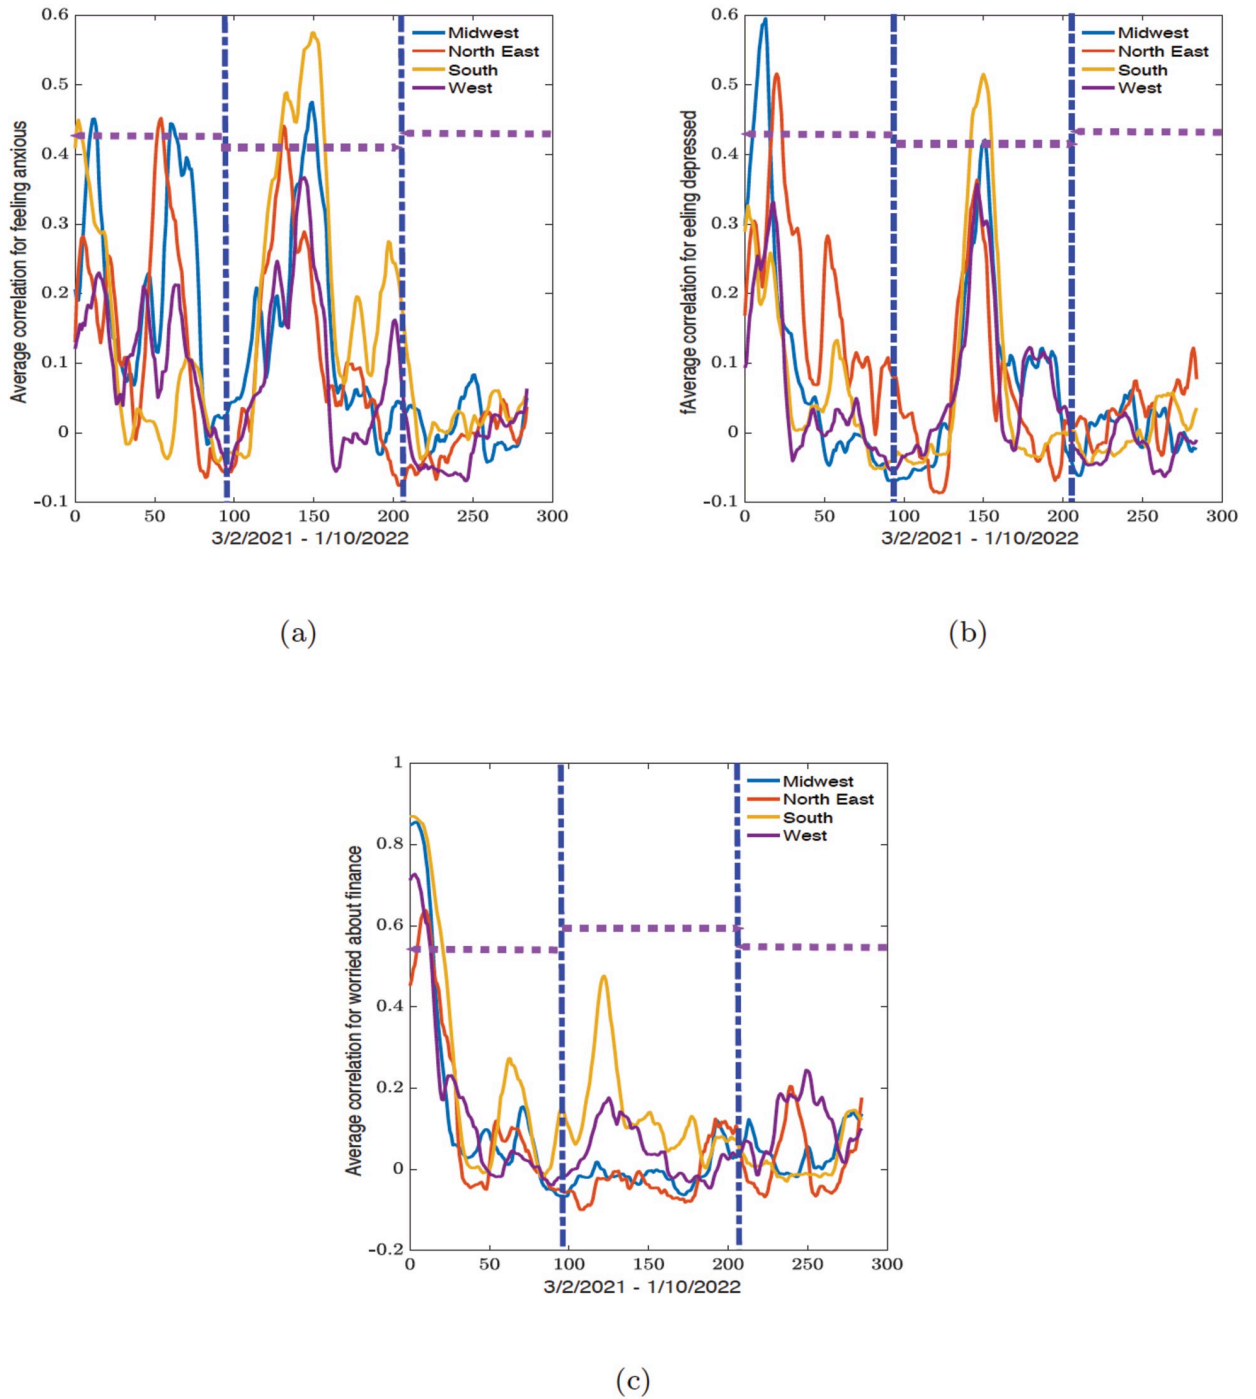 0.6
0.5
0.4
0.3
0.2
0.1
0
-0.1
Average correlation for feeling anxious
Midwest
North East
South
West
0 50 100 150 200 250 300
3/2/2021 - 1/10/2022
(a)
0.6
0.5
0.4
0.3
0.2
0.1
0
-0.1
fAverage correlation for eeling depressed
Midwest
North East
South
West
0 50 100 150 200 250 300
3/2/2021 - 1/10/2022
(b)
1
0.8
0.6
0.4
0.2
0
-0.2
Average correlation for worried about finance
Midwest
North East
South
West
0 50 100 150 200 250 300
3/2/2021 - 1/10/2022
(c)